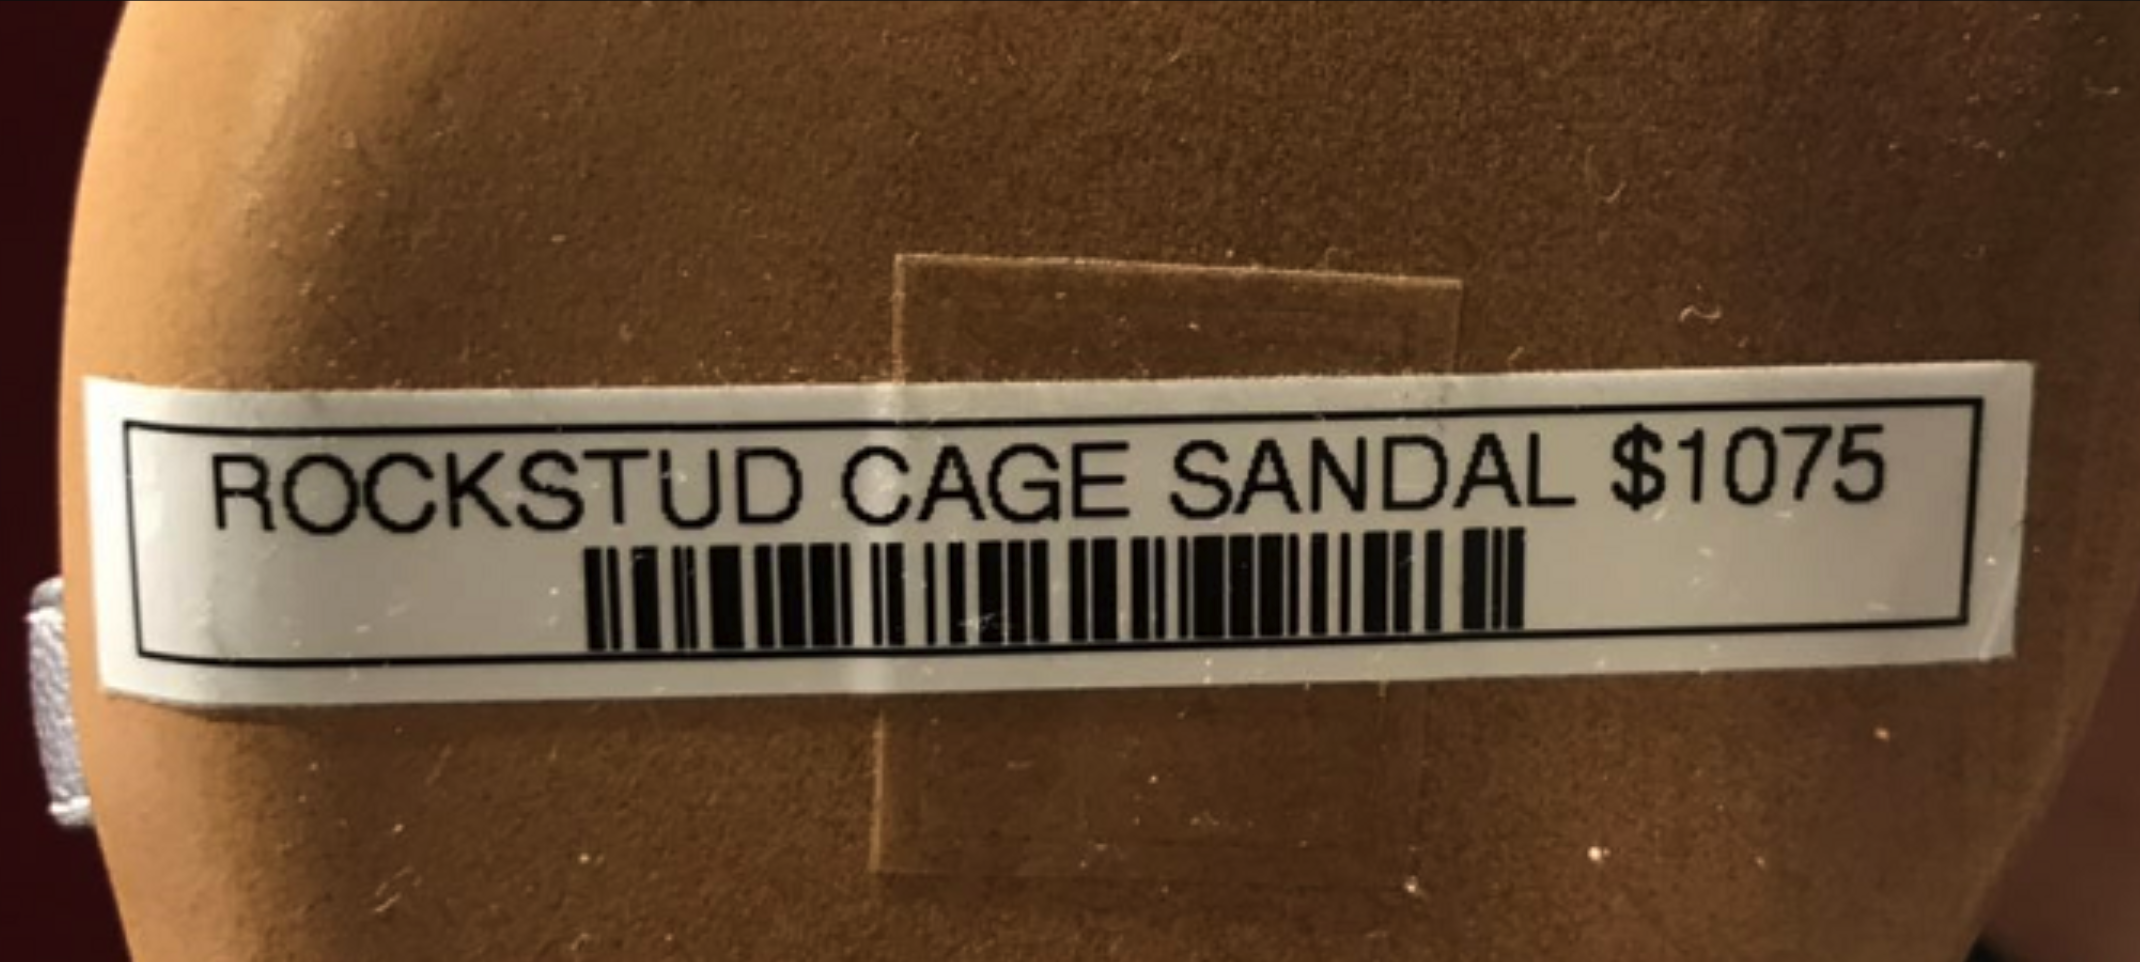 ROCKSTUD CAGE SANDAL $1075